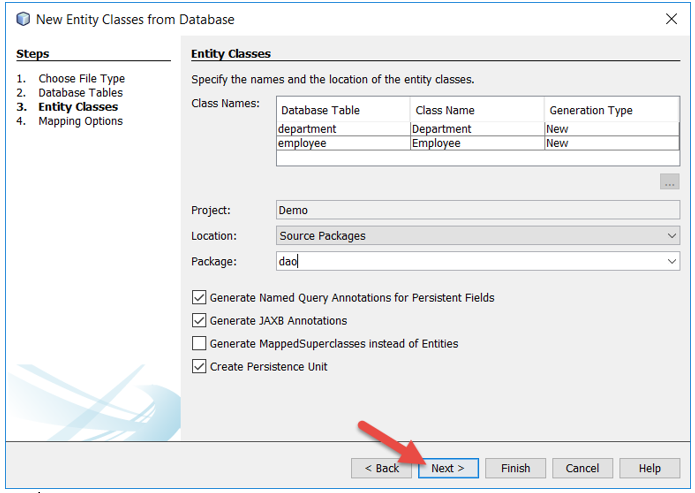 New Entity Classes from Database
Steps
1. Choose File Type
2. Database Tables
3. Entity Classes
4. Mapping Options
Entity Classes
Specify the names and the location of the entity classes.
Class Names:
Database Table Class Name Generation Type
department Department New
employee Employee New
...
Project: Demo
Location: Source Packages
Package: dao
Generate Named Query Annotations for Persistent Fields
Generate JAXB Annotations
Generate MappedSuperclasses instead of Entities
Create Persistence Unit
< Back Next > Finish Cancel Help